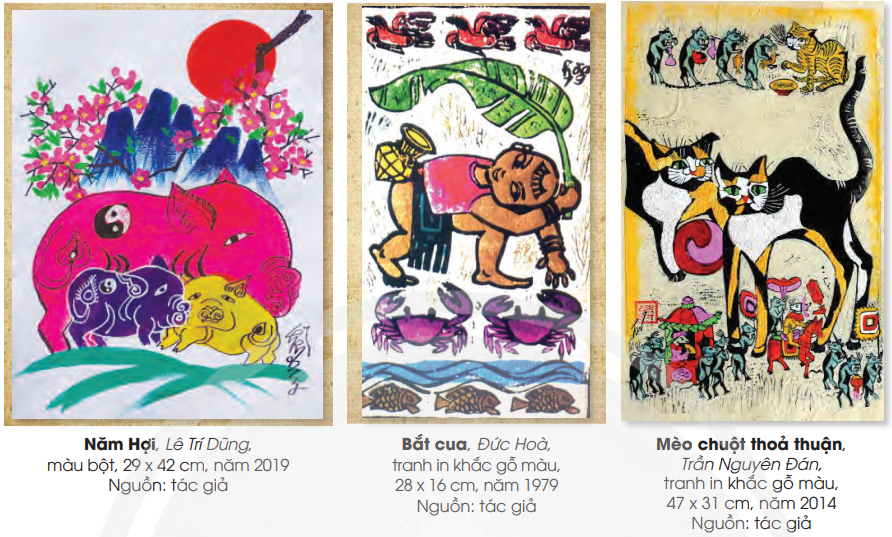 Năm Hợi, Lê Trí Dũng,
màu bột, 29 x 42 cm, năm 2019
Nguồn: tác giả
Bắt cua, Đức Hoà,
tranh in khắc gỗ màu,
28 x 16 cm, năm 1979
Nguồn: tác giả
Mèo chuột thoả thuận,
Trần Nguyên Đán,
tranh in khắc gỗ màu,
47 x 31 cm, năm 2014
Nguồn: tác giả